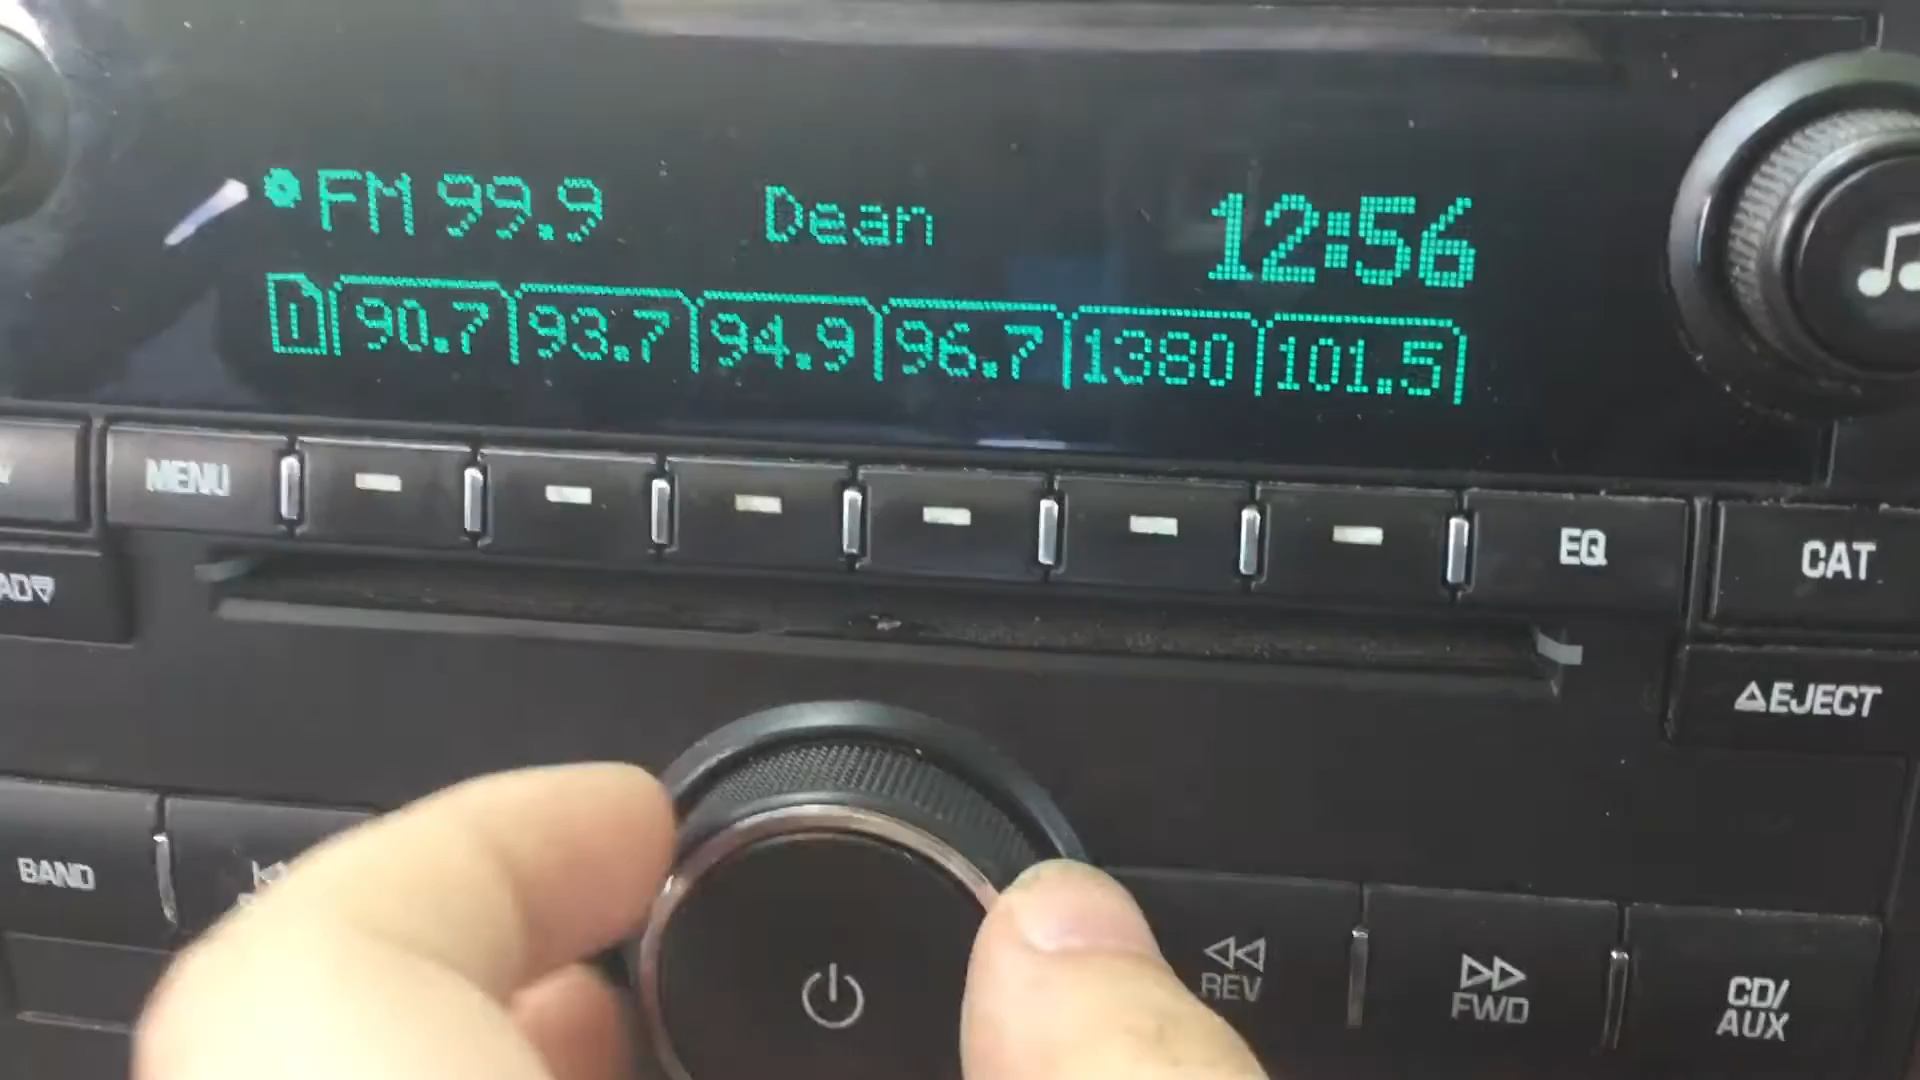 FM 99.9 Dean 12:56
1 90.7 93.7 94.9 96.7 1380 101.5
MENU EQ CAT
EJECT
BAND REV FWD CD/
AUX